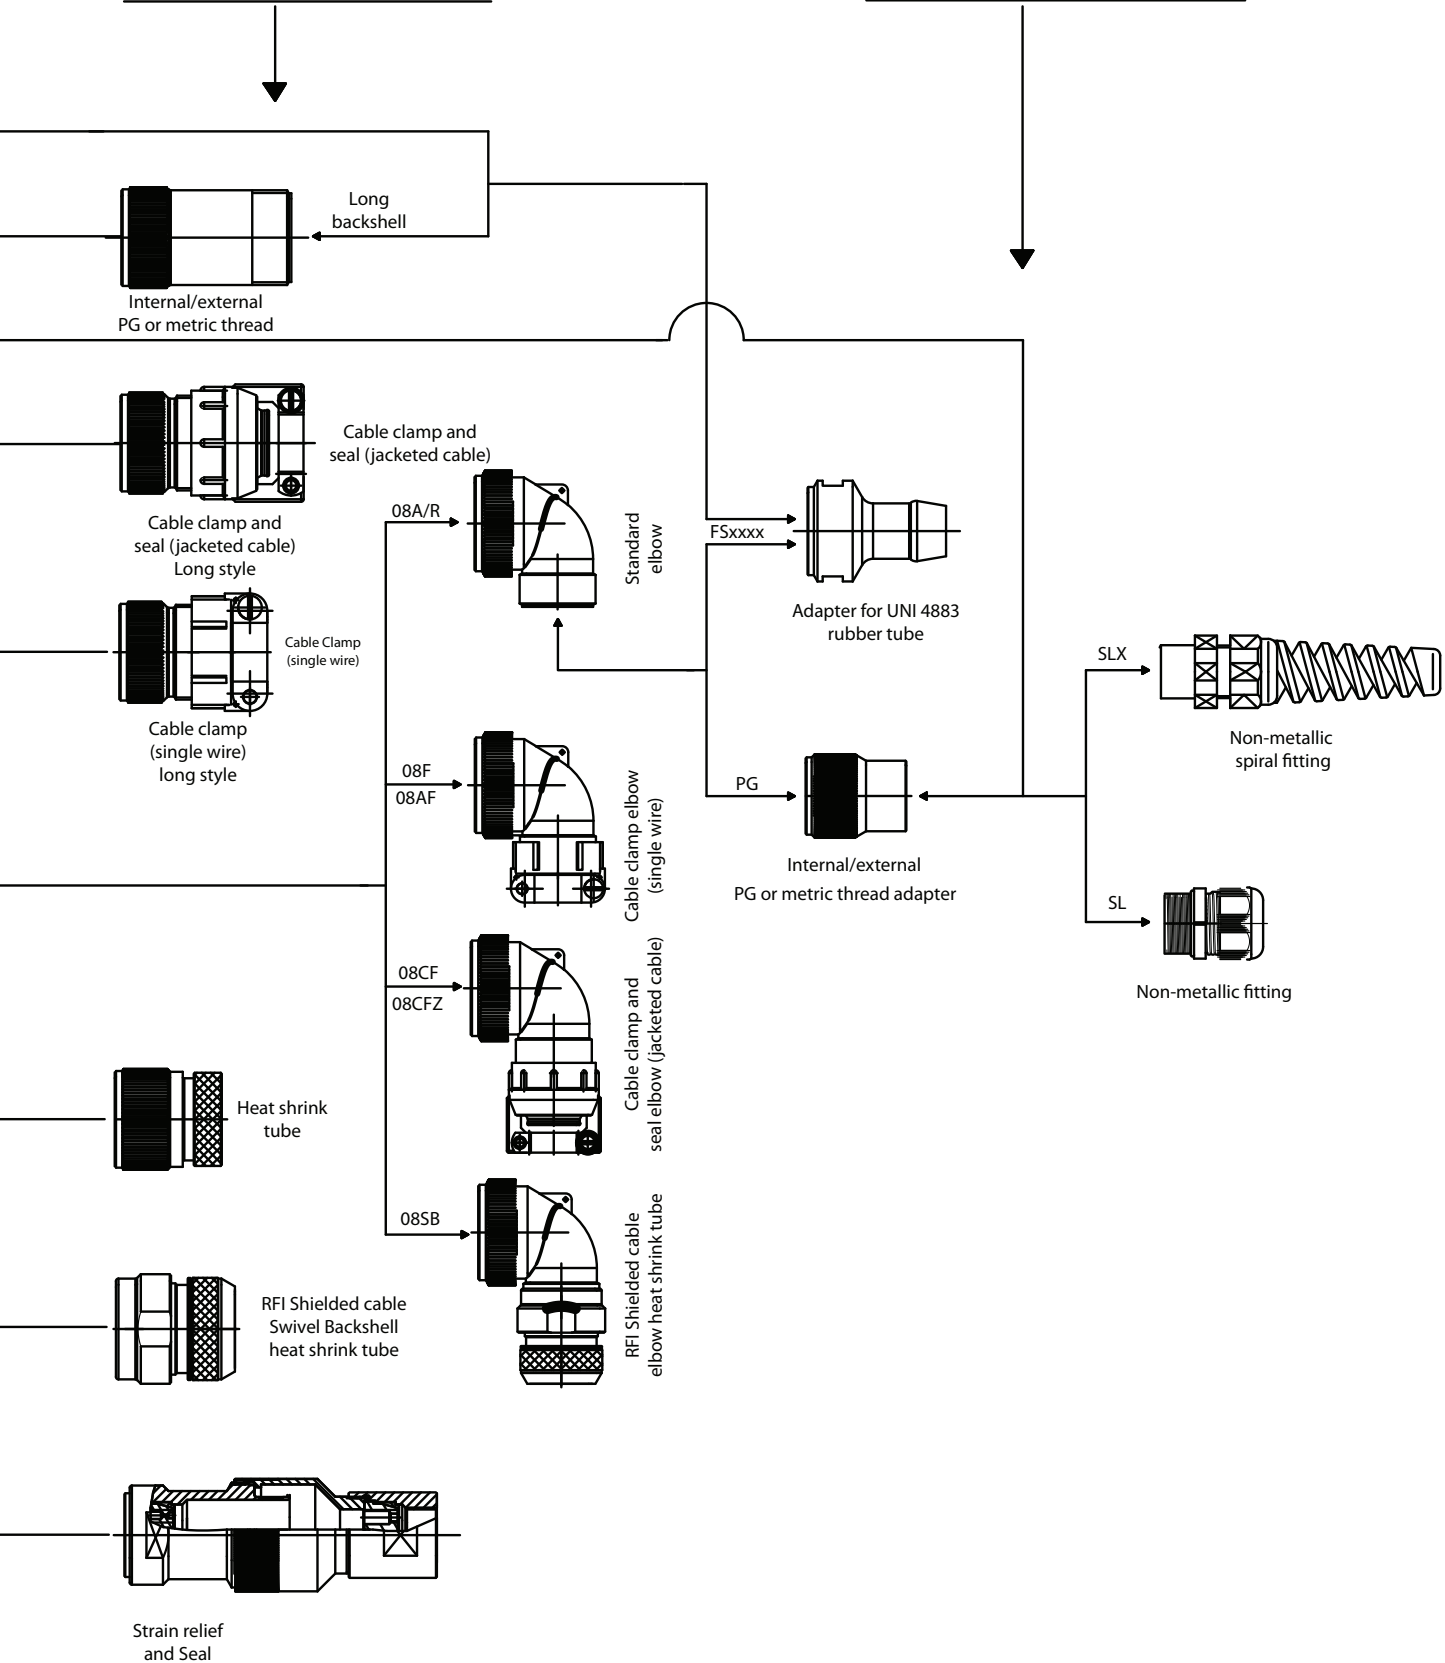 Long
backshell
Internal/external
PG or metric thread
Cable clamp and
seal (jacketed cable)
Cable clamp and
seal (jacketed cable)
Long style
08A/R
Standard
elbow
FSxxxx
Adapter for UNI 4883
rubber tube
Cable Clamp
(single wire)
Cable clamp
(single wire)
long style
SLX
Non-metallic
spiral fitting
08F
08AF
Cable clamp elbow
(single wire)
PG
Internal/external
PG or metric thread adapter
SL
Non-metallic fitting
08CF
08CFZ
Cable clamp and
seal elbow (jacketed cable)
Heat shrink
tube
08SB
RFI Shielded cable
elbow heat shrink tube
RFI Shielded cable
Swivel Backshell
heat shrink tube
Strain relief
and Seal